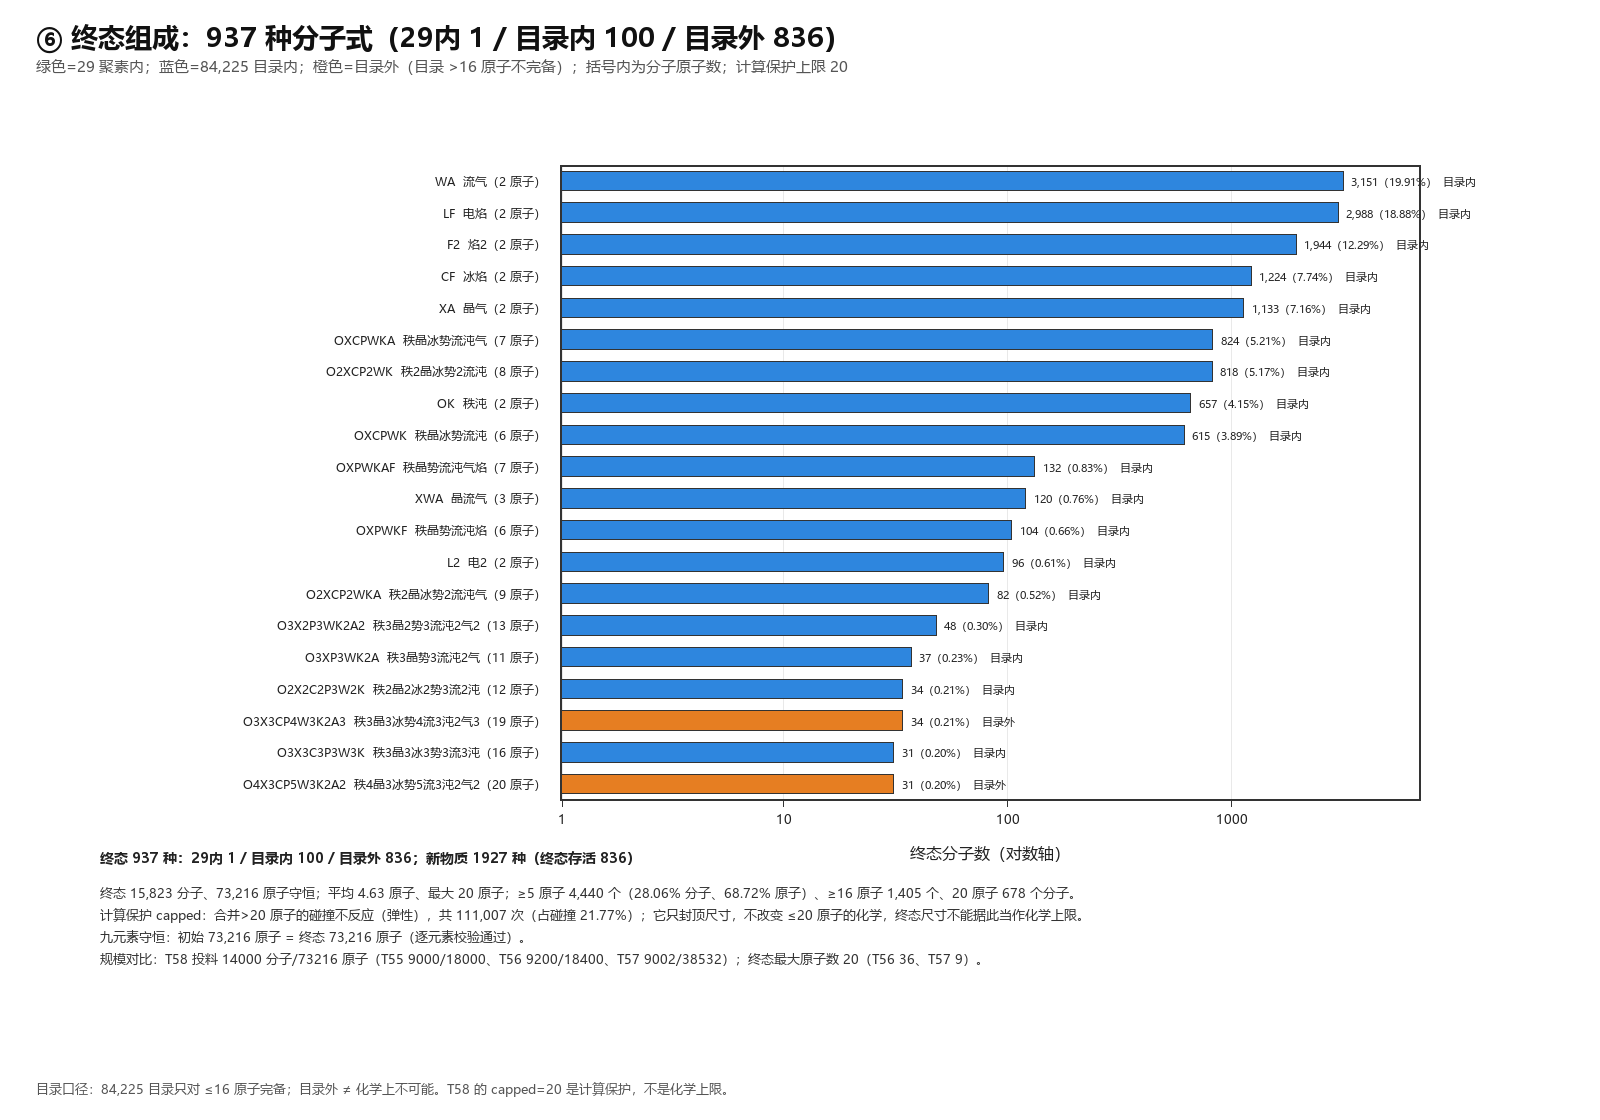 ⑥ 终态组成：937 种分子式（29内 1 / 目录内 100 / 目录外 836）
绿色=29 聚素内；蓝色=84,225 目录内；橙色=目录外（目录 >16 原子不完备）；括号内为分子原子数；计算保护上限 20
WA 流气（2 原子） 3,151（19.91%） 目录内
LF 电焰（2 原子） 2,988（18.88%） 目录内
F2 焰2（2 原子） 1,944（12.29%） 目录内
CF 冰焰（2 原子） 1,224（7.74%） 目录内
XA 畾气（2 原子） 1,133（7.16%） 目录内
OXCPWKA 秩畾冰势流沌气（7 原子） 824（5.21%） 目录内
O2XCP2WK 秩2畾冰势2流沌（8 原子） 818（5.17%） 目录内
OK 秩沌（2 原子） 657（4.15%） 目录内
OXCPWK 秩畾冰势流沌（6 原子） 615（3.89%） 目录内
OXPWKAF 秩畾势流沌气焰（7 原子） 132（0.83%） 目录内
XWA 畾流气（3 原子） 120（0.76%） 目录内
OXPWKF 秩畾势流沌焰（6 原子） 104（0.66%） 目录内
L2 电2（2 原子） 96（0.61%） 目录内
O2XCP2WKA 秩2畾冰势2流沌气（9 原子） 82（0.52%） 目录内
O3X2P3WK2A2 秩3畾2势3流沌2气2（13 原子） 48（0.30%） 目录内
O3XP3WK2A 秩3畾势3流沌2气（11 原子） 37（0.23%） 目录内
O2X2C2P3W2K 秩2畾2冰2势3流2沌（12 原子） 34（0.21%） 目录内
O3X3CP4W3K2A3 秩3畾3冰势4流3沌2气3（19 原子） 34（0.21%） 目录外
O3X3C3P3W3K 秩3畾3冰3势3流3沌（16 原子） 31（0.20%） 目录内
O4X3CP5W3K2A2 秩4畾3冰势5流3沌2气2（20 原子） 31（0.20%） 目录外
1 10 100 1000
终态分子数（对数轴）
终态 937 种：29内 1 / 目录内 100 / 目录外 836；新物质 1927 种（终态存活 836）
终态 15,823 分子、73,216 原子守恒；平均 4.63 原子、最大 20 原子；≥5 原子 4,440 个（28.06% 分子、68.72% 原子）、≥16 原子 1,405 个、20 原子 678 个分子。
计算保护 capped：合并>20 原子的碰撞不反应（弹性），共 111,007 次（占碰撞 21.77%）；它只封顶尺寸，不改变 ≤20 原子的化学，终态尺寸不能据此当作化学上限。
九元素守恒：初始 73,216 原子 = 终态 73,216 原子（逐元素校验通过）。
规模对比：T58 投料 14000 分子/73216 原子（T55 9000/18000、T56 9200/18400、T57 9002/38532）；终态最大原子数 20（T56 36、T57 9）。
目录口径：84,225 目录只对 ≤16 原子完备；目录外 ≠ 化学上不可能。T58 的 capped=20 是计算保护，不是化学上限。